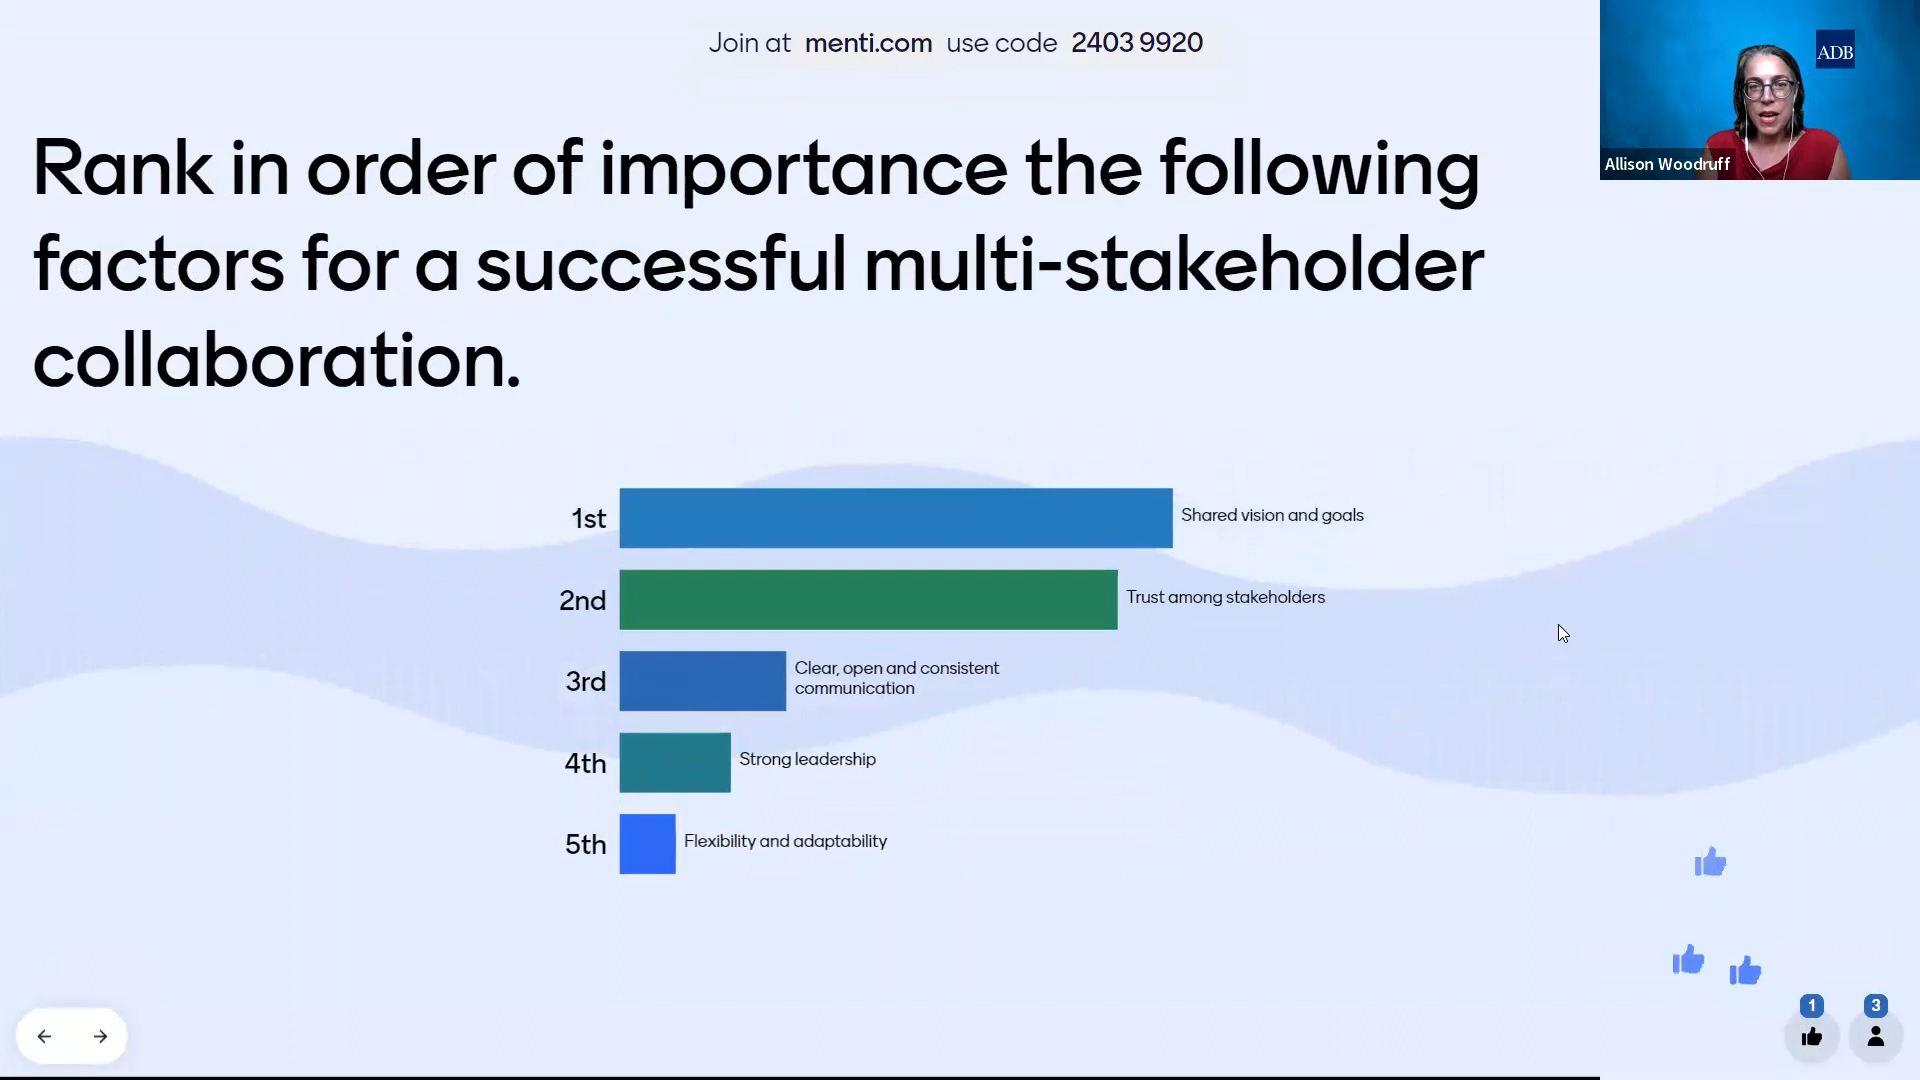 Join at menti.com use code 2403 9920
ADB
Allison Woodruff
Rank in order of importance the following
factors for a successful multi-stakeholder
collaboration.
1st Shared vision and goals
2nd Trust among stakeholders
3rd Clear, open and consistent
communication
4th Strong leadership
5th Flexibility and adaptability
1 3